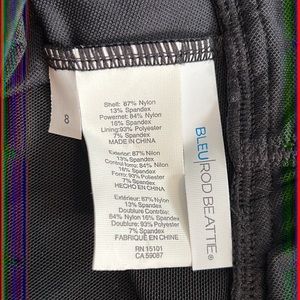 8
Shell: 87% Nylon
13% Spandex
Powernet: 84% Nylon
16% Spandex
Lining:93% Polyester
7% Spandex
MADE IN CHINA
Exterior: 87% Nilon
13% Spandex
Control forro: 84% Nilon
16% Spandex
Forro: 93% Polyester
7% Spandex
HECHO EN CHINA
Extérieur: 87% Nylon
13% Spandex
Doublure Contrôle:
84% Nylon 16% Spandex
Doublure: 93% Polyester
7% Spandex
FABRIQUÉ EN CHINE
RN 15101
CA 59087
BLEU|ROD BEATTIE®